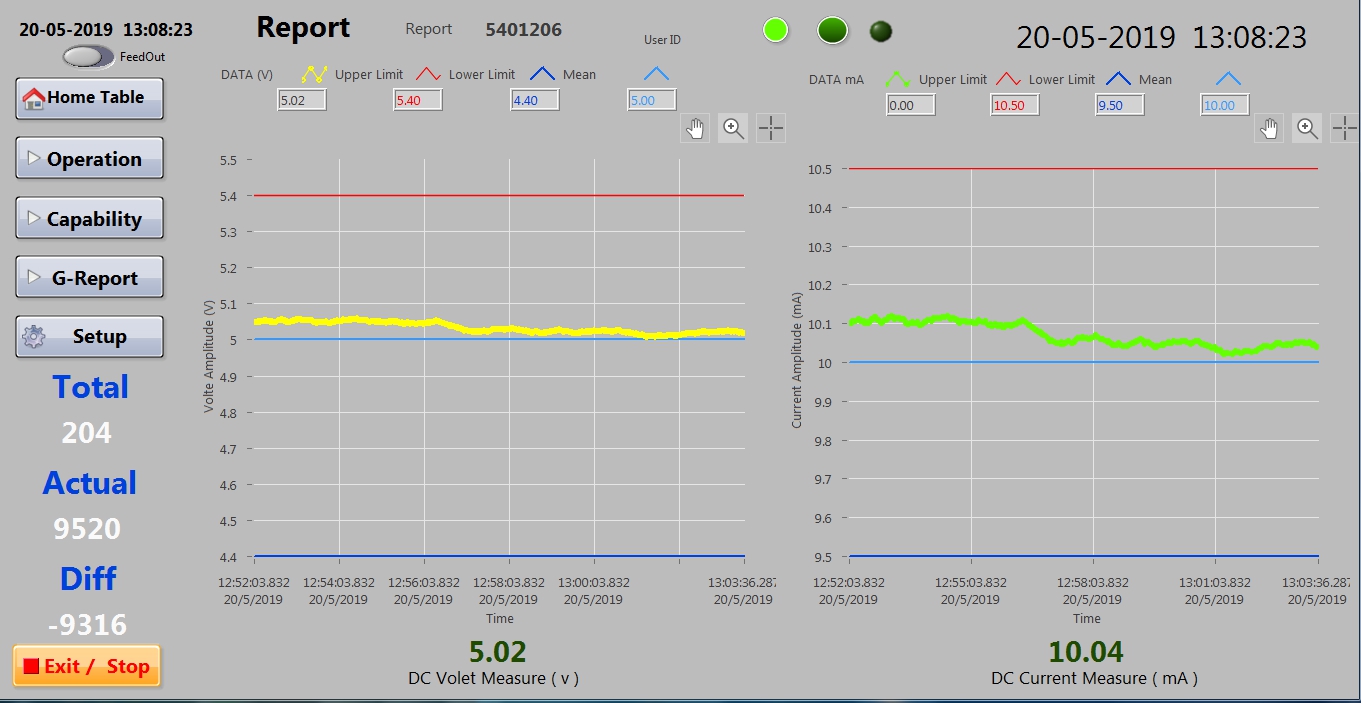 20-05-2019 13:08:23
FeedOut
Home Table
Operation
Capability
G-Report
Setup
Total
204
Actual
9520
Diff
-9316
Exit / Stop
Report
Report 5401206
User ID
20-05-2019 13:08:23
DATA (V) Upper Limit Lower Limit Mean
5.02 5.40 4.40 5.00
5.5
5.4
5.3
5.2
5.1
5
4.9
4.8
4.7
4.6
4.5
4.4
Volte Amplitude (V)
12:52:03.832 12:54:03.832 12:56:03.832 12:58:03.832 13:00:03.832 13:03:36.287
20/5/2019 20/5/2019 20/5/2019 20/5/2019 20/5/2019 20/5/2019
Time
5.02
DC Volet Measure ( v )
DATA mA Upper Limit Lower Limit Mean
0.00 10.50 9.50 10.00
10.5
10.4
10.3
10.2
10.1
10
9.9
9.8
9.7
9.6
9.5
Current Amplitude (mA)
12:52:03.832 12:55:03.832 12:58:03.832 13:01:03.832 13:03:36.287
20/5/2019 20/5/2019 20/5/2019 20/5/2019 20/5/2019
Time
10.04
DC Current Measure ( mA )